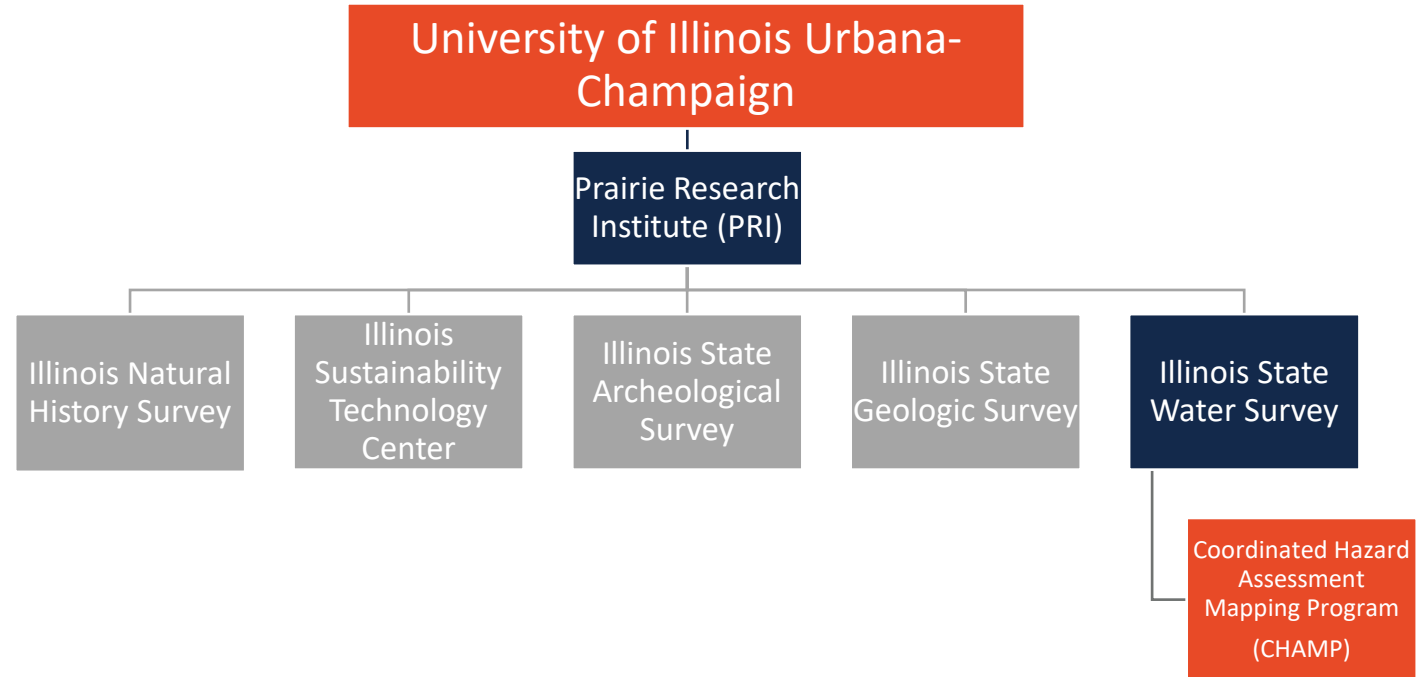 University of Illinois Urbana-
Champaign
Prairie Research
Institute (PRI)
Illinois Natural
History Survey
Illinois
Sustainability
Technology
Center
Illinois State
Archeological
Survey
Illinois State
Geologic Survey
Illinois State
Water Survey
Coordinated Hazard
Assessment
Mapping Program
(CHAMP)